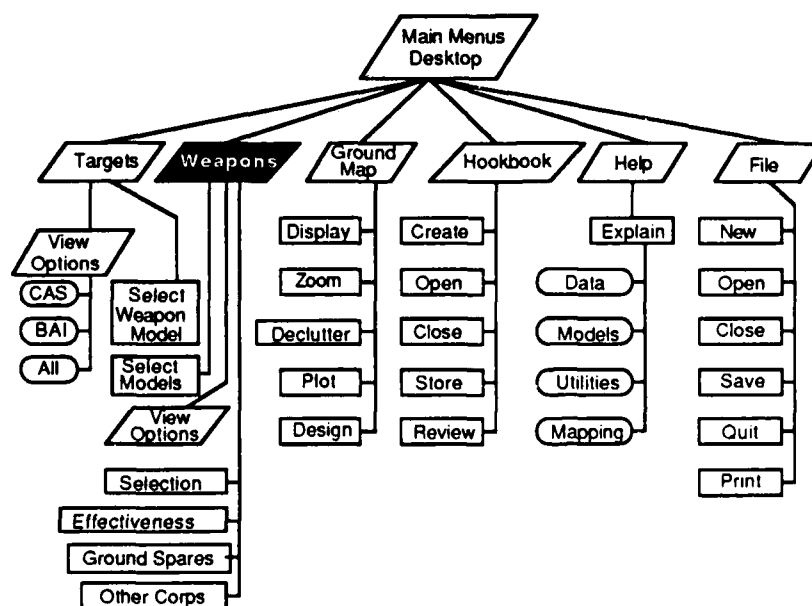 Main Menus
Desktop
Targets
Weapons
Ground
Map
Hookbook
Help
File
View
Options
CAS
BAI
All
Select
Weapon
Model
Select
Models
View
Options
Selection
Effectiveness
Ground Spares
Other Corps
Display
Zoom
Declutter
Plot
Design
Create
Open
Close
Store
Review
Explain
Data
Models
Utilities
Mapping
New
Open
Close
Save
Quit
Print